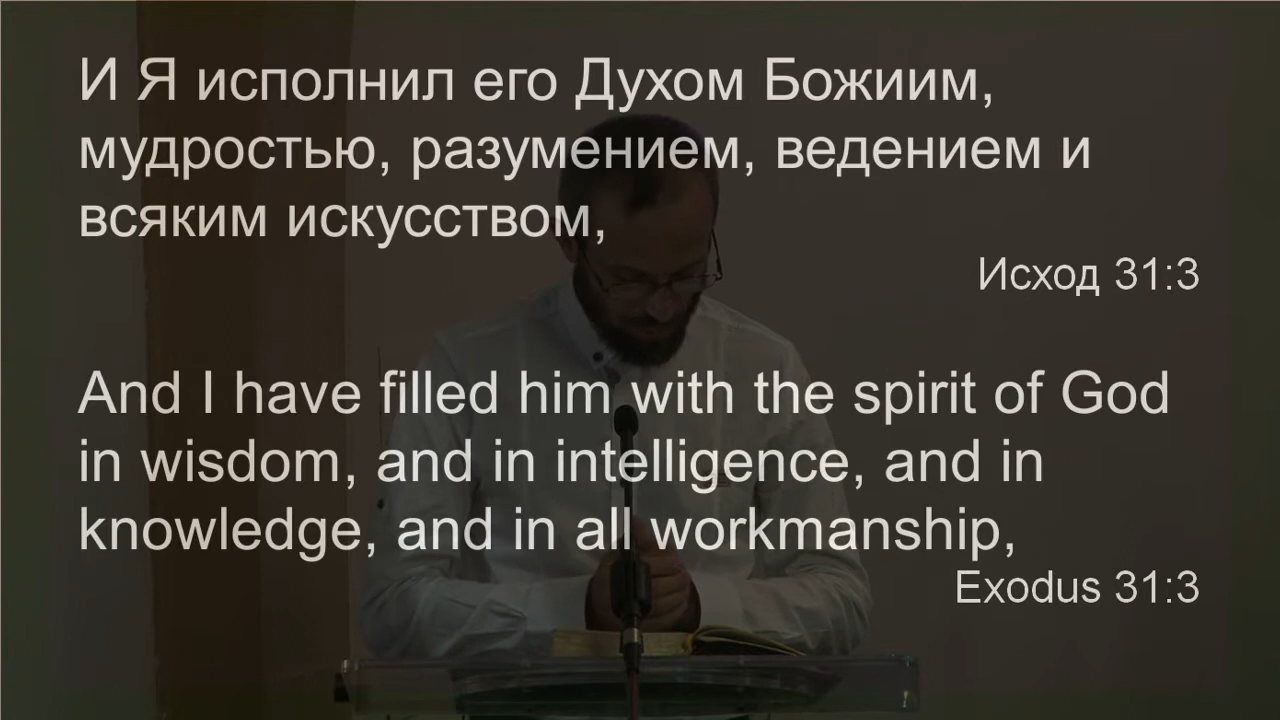 И Я исполнил его Духом Божиим,
мудростью, разумением, ведением и
всяким искусством,
Исход 31:3
And I have filled him with the spirit of God
in wisdom, and in intelligence, and in
knowledge, and in all workmanship,
Exodus 31:3